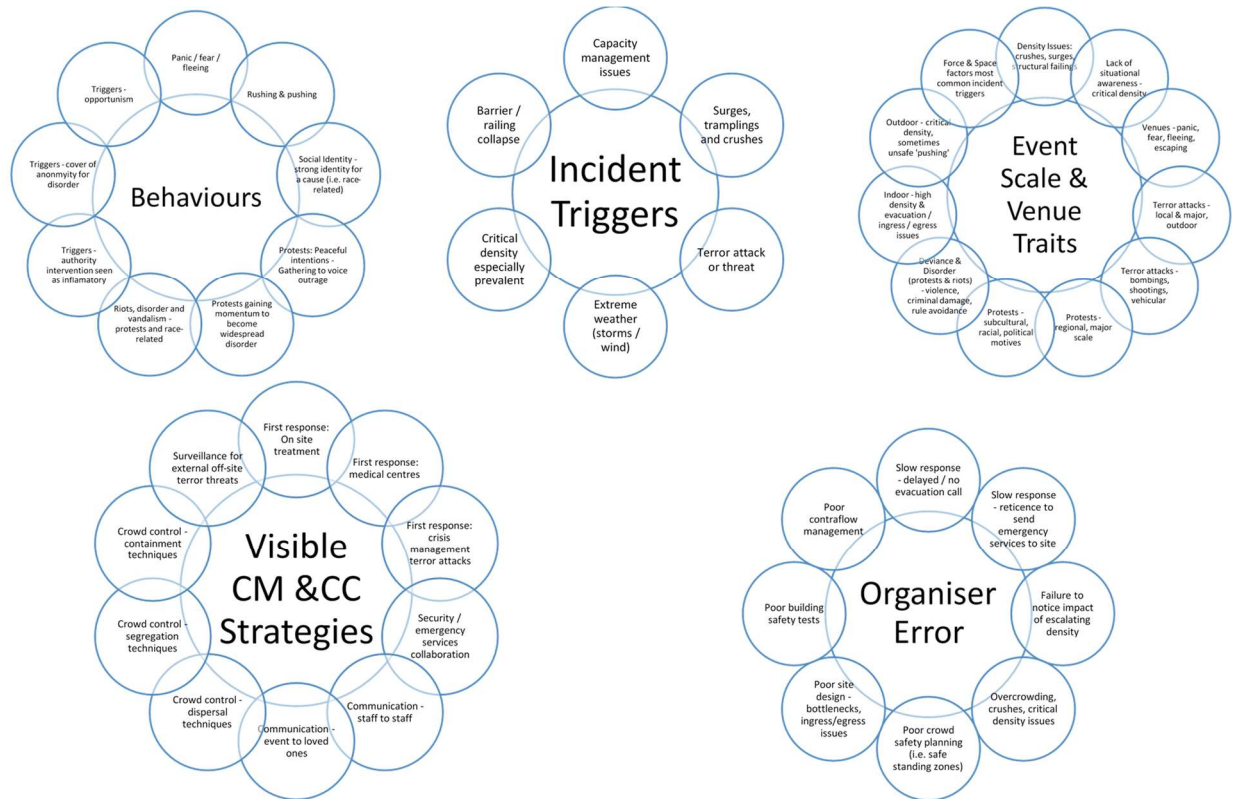 Behaviours
Panic / fear /
fleeing
Rushing & pushing
Social Identity -
strong identity for
a cause (i.e. race-
related)
Protests: Peaceful
intentions -
Gathering to voice
outrage
Protests gaining
momentum to
become
widespread
disorder
Riots, disorder and
vandalism -
protests and race-
related
Triggers -
authority
intervention seen
as inflamatory
Triggers - cover of
anonmyity for
disorder
Triggers -
opportunism
Incident
Triggers
Capacity
management
issues
Surges,
tramplings
and crushes
Terror attack
or threat
Extreme
weather
(storms /
wind)
Critical
density
especially
prevalent
Barrier /
railing
collapse
Event
Scale &
Venue
Traits
Density Issues:
crushes, surges,
structural failings
Lack of
situational
awareness -
critical density
Venues - panic,
fear, fleeing,
escaping
Terror attacks -
local & major,
outdoor
Terror attacks -
bombings,
shootings,
vehicular
Protests -
regional, major
scale
Protests -
subcultural,
racial, political
motives
Deviance &
Disorder
(protests & riots)
- violence,
criminal damage,
rule avoidance
Indoor - high
density &
evacuation /
ingress / egress
issues
Outdoor - critical
density,
sometimes
unsafe 'pushing'
Force & Space
factors most
common incident
triggers
Visible
CM &CC
Strategies
First response:
On site
treatment
First response:
medical centres
First response:
crisis
management
terror attacks
Security /
emergency
services
collaboration
Communication -
staff to staff
Communication -
event to loved
ones
Crowd control -
dispersal
techniques
Crowd control -
segregation
techniques
Crowd control -
containment
techniques
Surveillance for
external off-site
terror threats
Organiser
Error
Slow response
- delayed / no
evacuation call
Slow response
- reticence to
send
emergency
services to site
Failure to
notice impact
of escalating
density
Overcrowding,
crushes, critical
density issues
Poor crowd
safety planning
(i.e. safe
standing zones)
Poor site
design -
bottlenecks,
ingress/egress
issues
Poor building
safety tests
Poor
contraflow
management